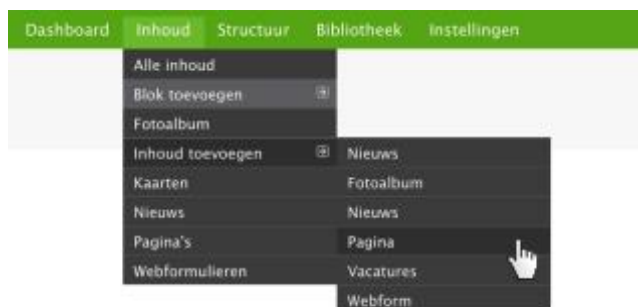 Dashboard Inhoud Structuur Bibliotheek Instellingen
Alle inhoud
Blok toevoegen
Fotoalbum
Inhoud toevoegen
Kaarten
Nieuws
Pagina's
Webformulieren
Nieuws
Fotoalbum
Nieuws
Pagina
Vacatures
Webform